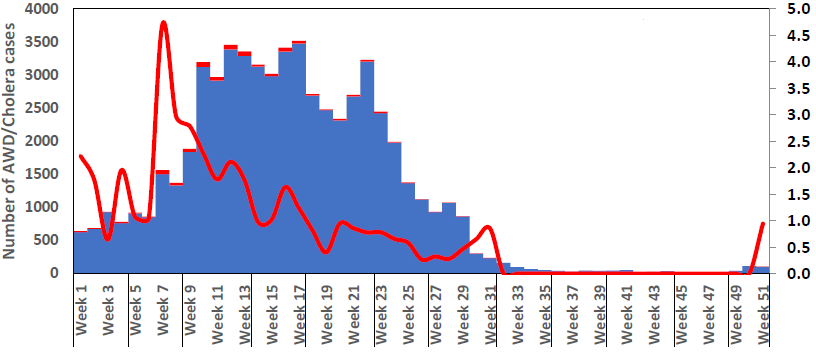 Number of AWD/Cholera cases
4000
3500
3000
2500
2000
1500
1000
500
0
5.0
4.5
4.0
3.5
3.0
2.5
2.0
1.5
1.0
0.5
0.0
Week 1
Week 3
Week 5
Week 7
Week 9
Week 11
Week 13
Week 15
Week 17
Week 19
Week 21
Week 23
Week 25
Week 27
Week 29
Week 31
Week 33
Week 35
Week 37
Week 39
Week 41
Week 43
Week 45
Week 47
Week 49
Week 51